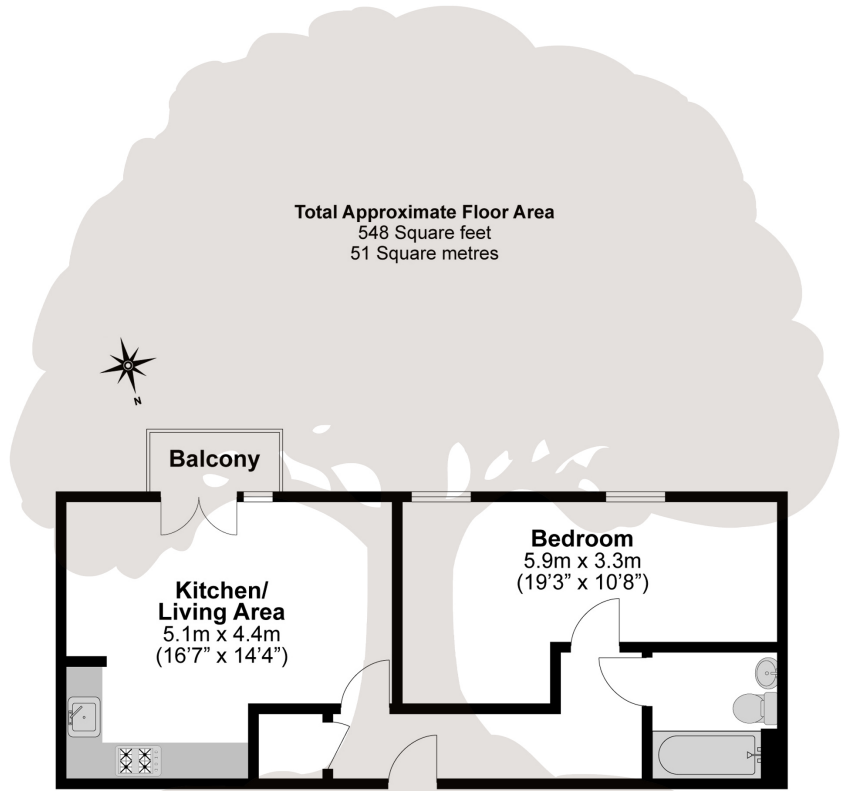 Total Approximate Floor Area
548 Square feet
51 Square metres
N
Balcony
Bedroom
5.9m x 3.3m
(19’3” x 10’8”)
Kitchen/
Living Area
5.1m x 4.4m
(16’7” x 14’4”)